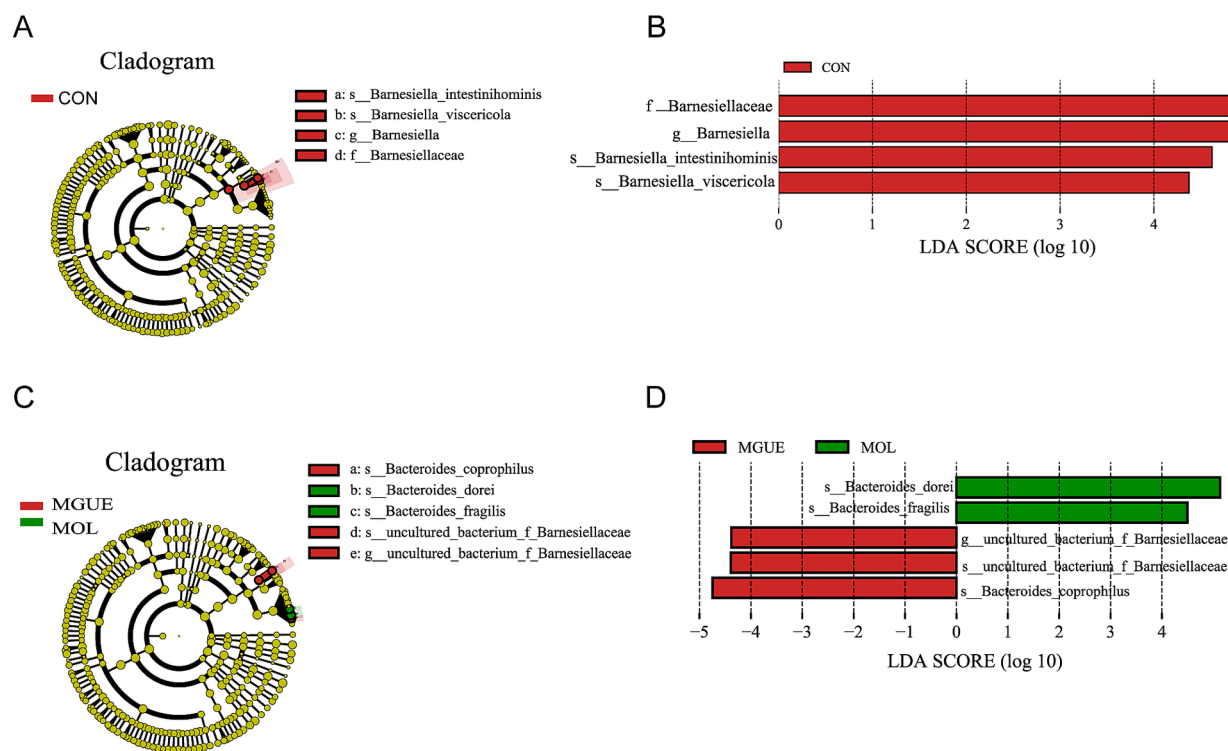 A
Cladogram
CON
a: s__Barnesiella_intestinihominis
b: s__Barnesiella_viscericola
c: g__Barnesiella
d: f__Barnesiellaceae
B
CON
f__Barnesiellaceae
g__Barnesiella
s__Barnesiella_intestinihominis
s__Barnesiella_viscericola
0 1 2 3 4
LDA SCORE (log 10)
C
Cladogram
MGUE
MOL
a: s__Bacteroides_coprophilus
b: s__Bacteroides_dorei
c: s__Bacteroides_fragilis
d: s__uncultured_bacterium_f_Barnesiellaceae
e: g__uncultured_bacterium_f_Barnesiellaceae
D
MGUE MOL
s__Bacteroides_dorei
s__Bacteroides_fragilis
g__uncultured_bacterium_f_Barnesiellaceae
s__uncultured_bacterium_f_Barnesiellaceae
s__Bacteroides_coprophilus
−5 −4 −3 −2 −1 0 1 2 3 4
LDA SCORE (log 10)